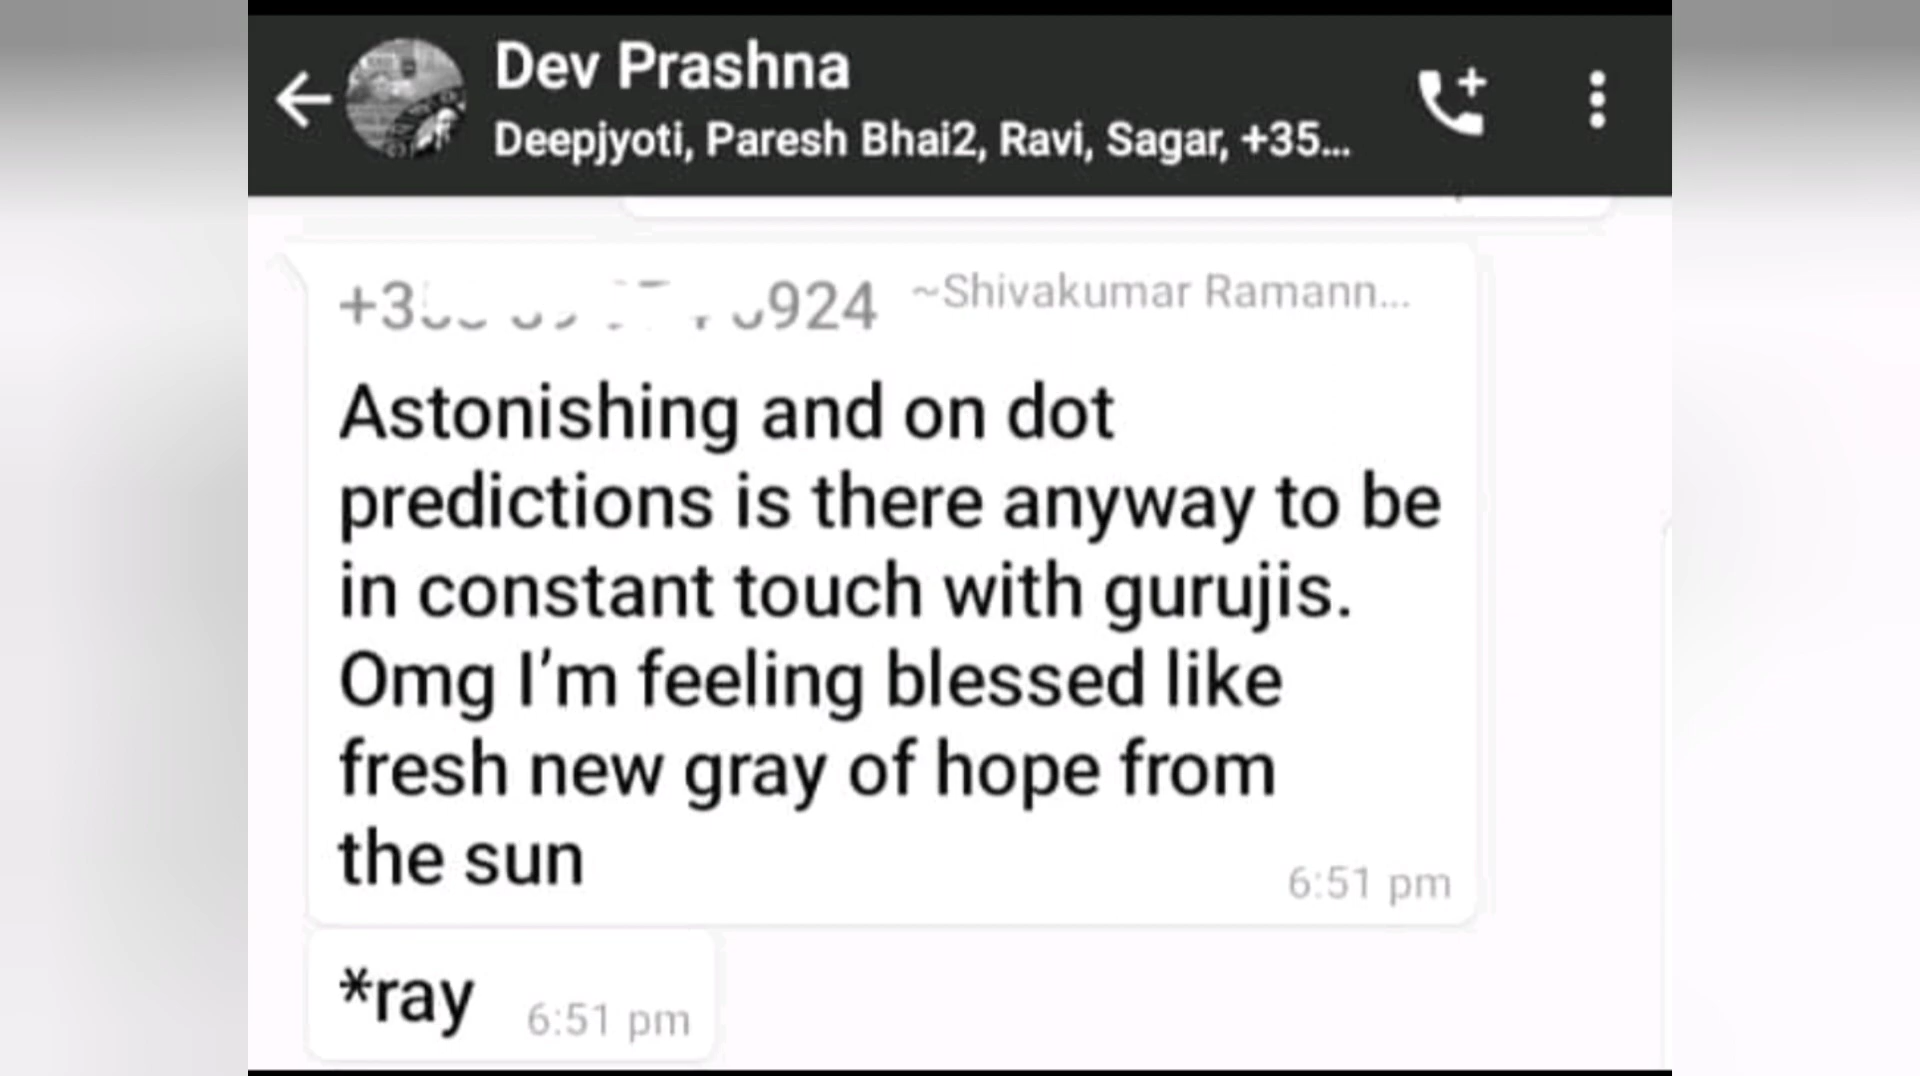 Dev Prashna
Deepjyoti, Paresh Bhai2, Ravi, Sagar, +35...
924 ~Shivakumar Ramann...
Astonishing and on dot
predictions is there anyway to be
in constant touch with gurujis.
Omg I’m feeling blessed like
fresh new gray of hope from
the sun
6:51 pm
*ray 6:51 pm